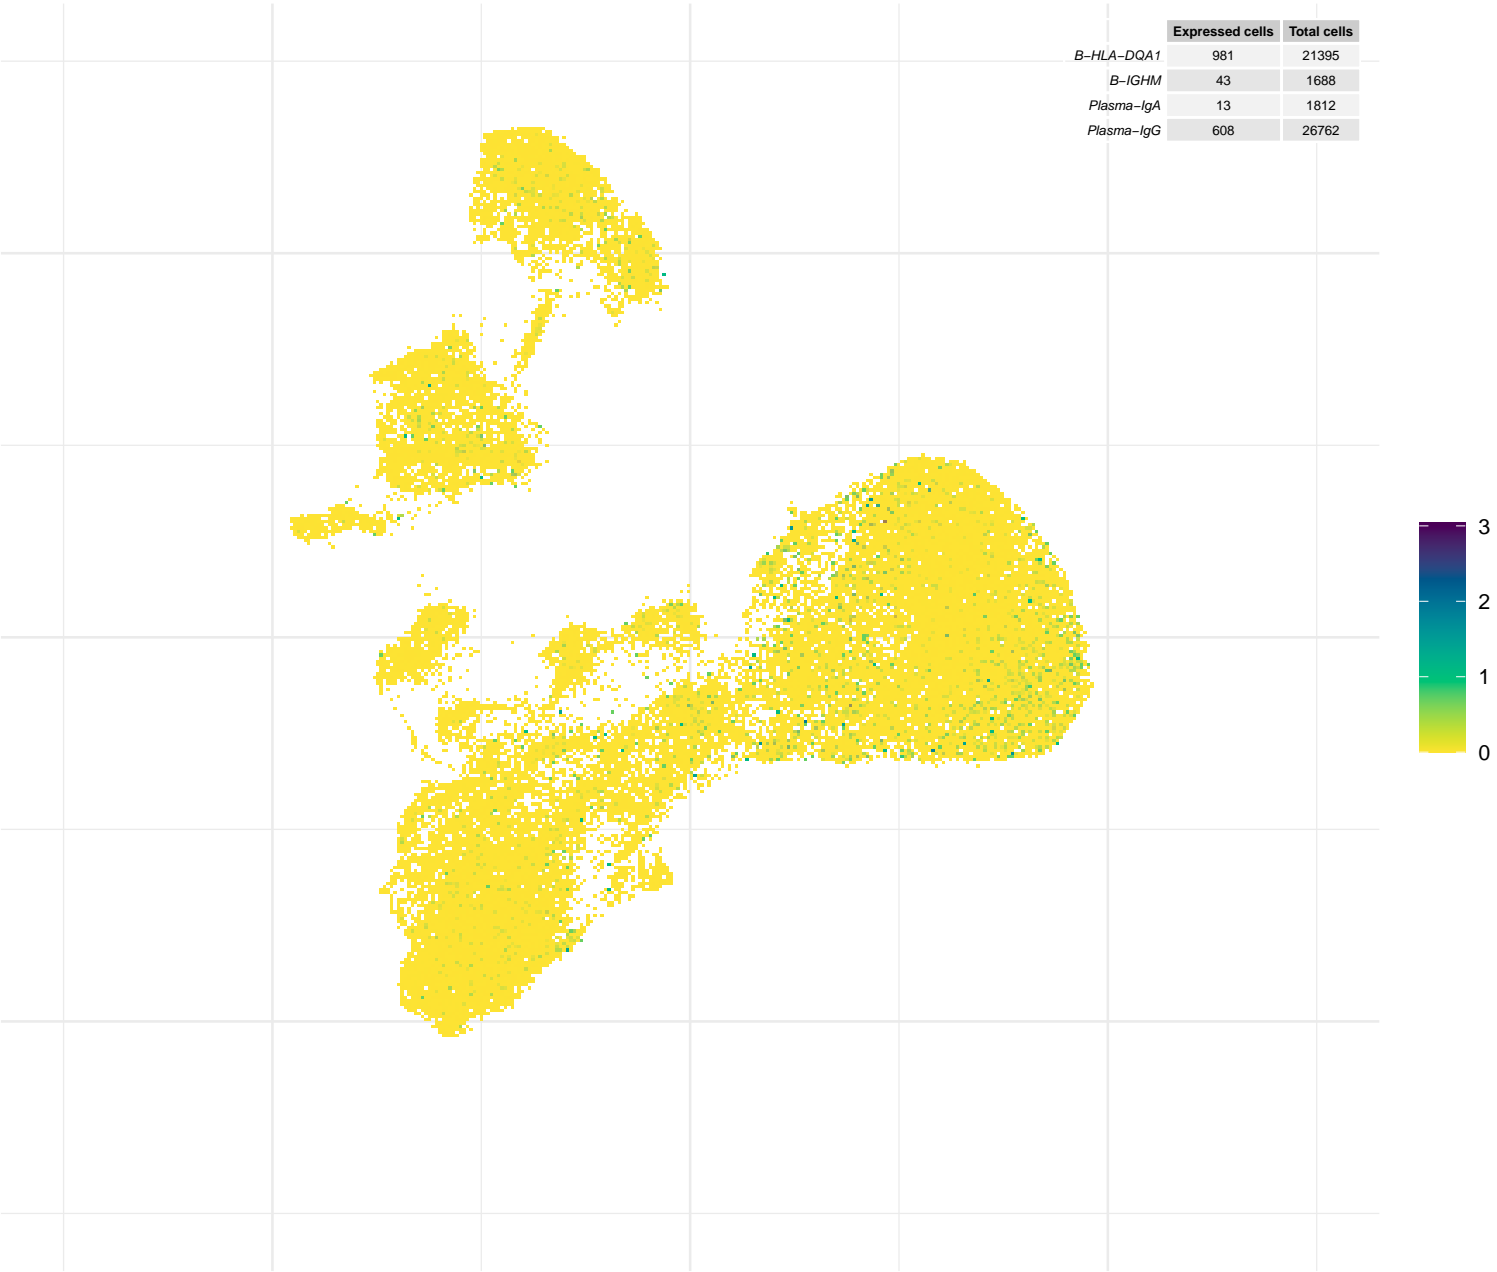 Expressed cells Total cells
B−HLA−DQA1 981 21395
B−IGHM 43 1688
Plasma−IgA 13 1812
Plasma−IgG 608 26762
3
2
1
0